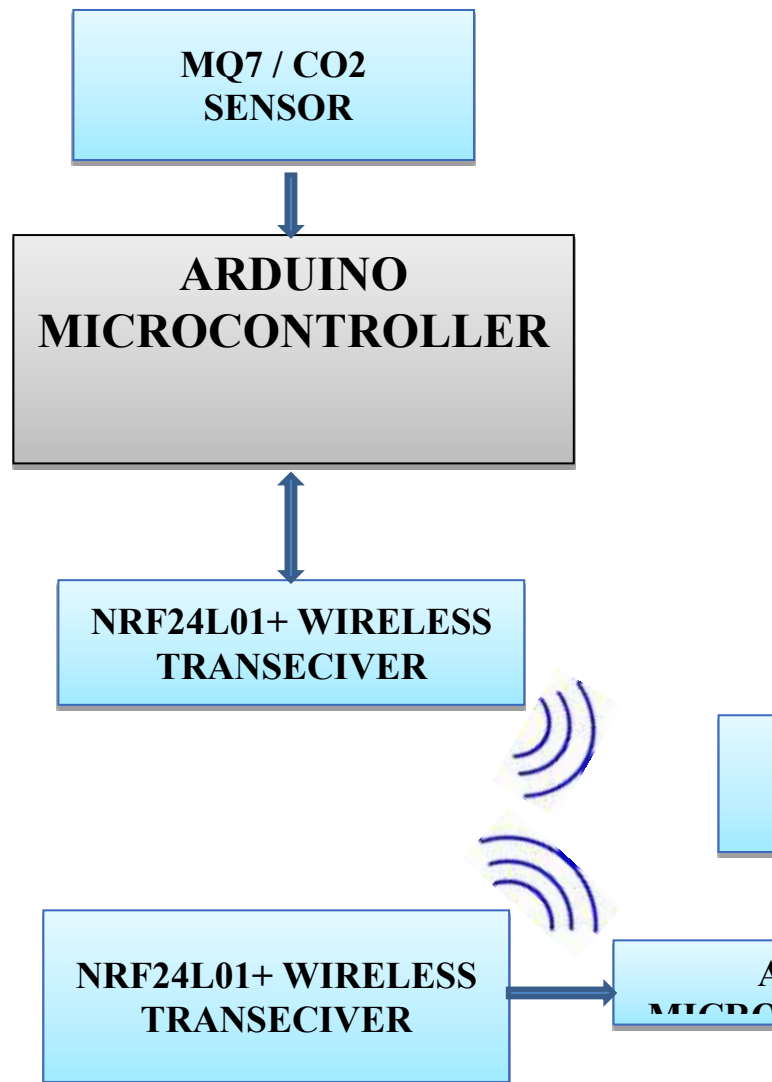 MQ7 / CO2
SENSOR
ARDUINO
MICROCONTROLLER
NRF24L01+ WIRELESS
TRANSECIVER
NRF24L01+ WIRELESS
TRANSECIVER